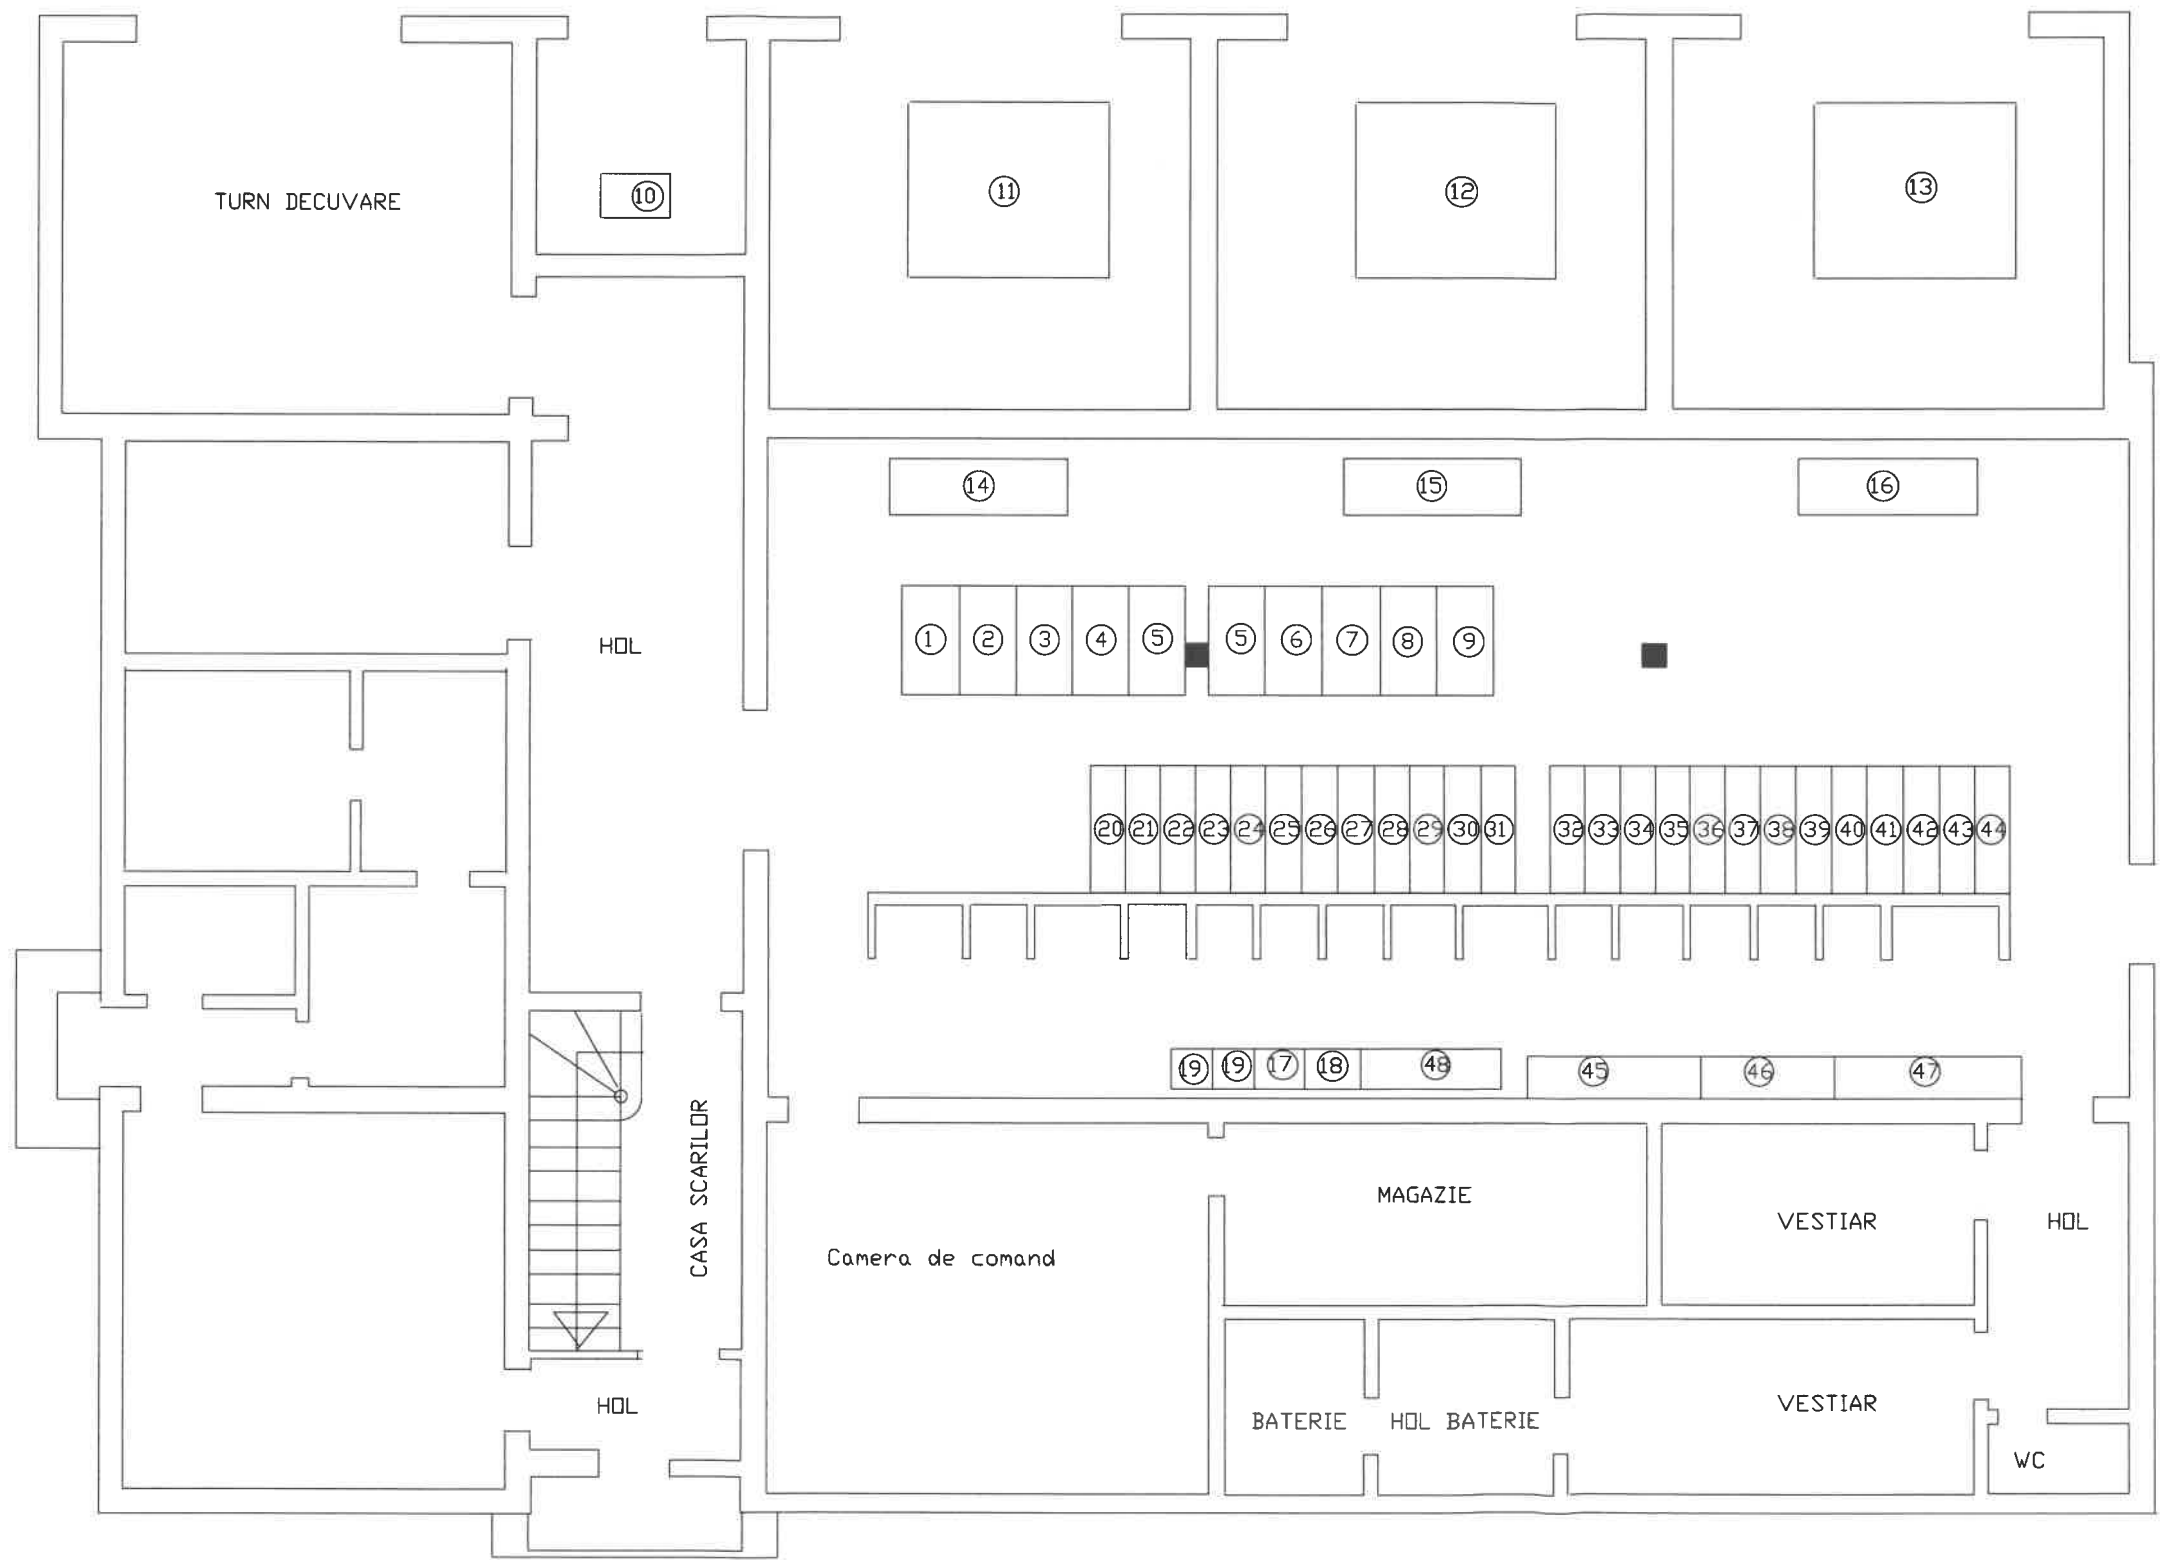 TURN DECUVARE
10
11
12
13
14
15
16
1 2 3 4 5 5 6 7 8 9
HOL
20 21 22 23 24 25 26 27 28 29 30 31 32 33 34 35 36 37 38 39 40 41 42 43 44
19 19 17 18 48 45 46 47
CASA SCARILOR
MAGAZIE
VESTIAR
HOL
Camera de comand
HOL
BATERIE
HOL BATERIE
VESTIAR
WC